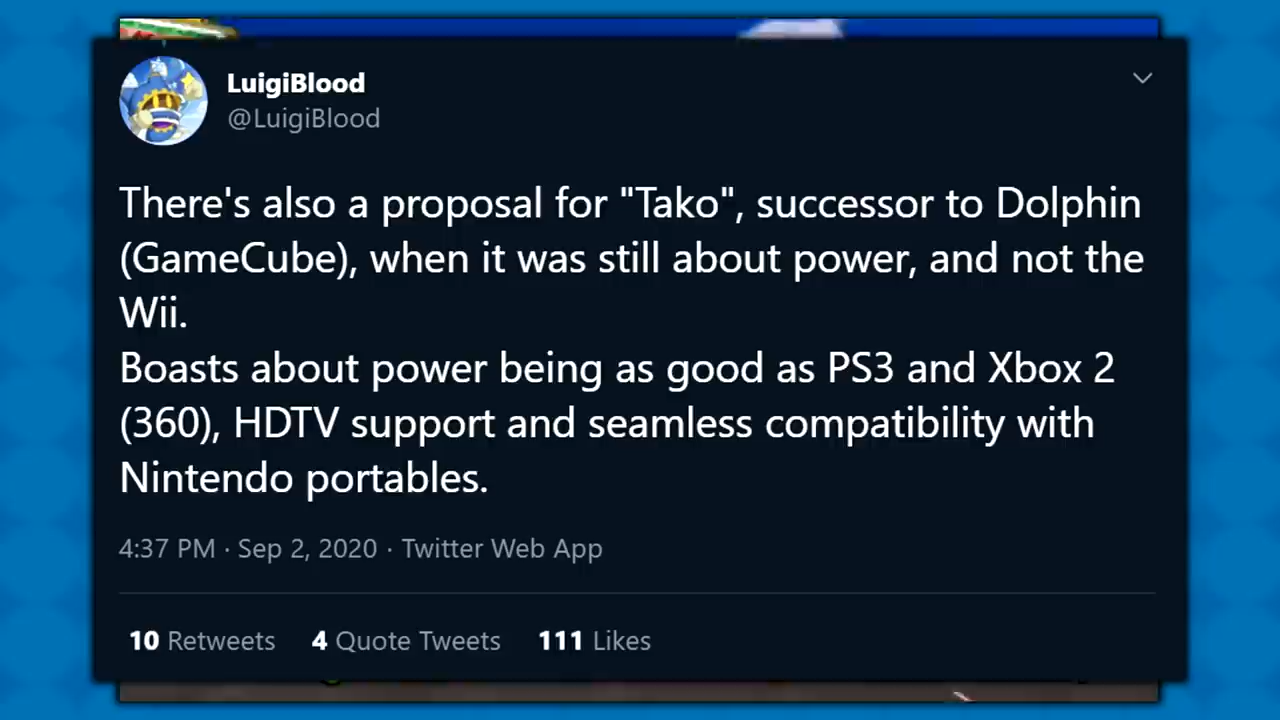 LuigiBlood
@LuigiBlood
There's also a proposal for "Tako", successor to Dolphin
(GameCube), when it was still about power, and not the
Wii.
Boasts about power being as good as PS3 and Xbox 2
(360), HDTV support and seamless compatibility with
Nintendo portables.
4:37 PM · Sep 2, 2020 · Twitter Web App
10 Retweets 4 Quote Tweets 111 Likes